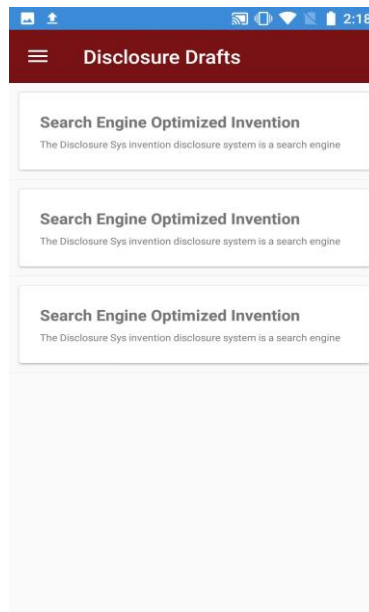 2:18
Disclosure Drafts
Search Engine Optimized Invention
The Disclosure Sys invention disclosure system is a search engine
Search Engine Optimized Invention
The Disclosure Sys invention disclosure system is a search engine
Search Engine Optimized Invention
The Disclosure Sys invention disclosure system is a search engine